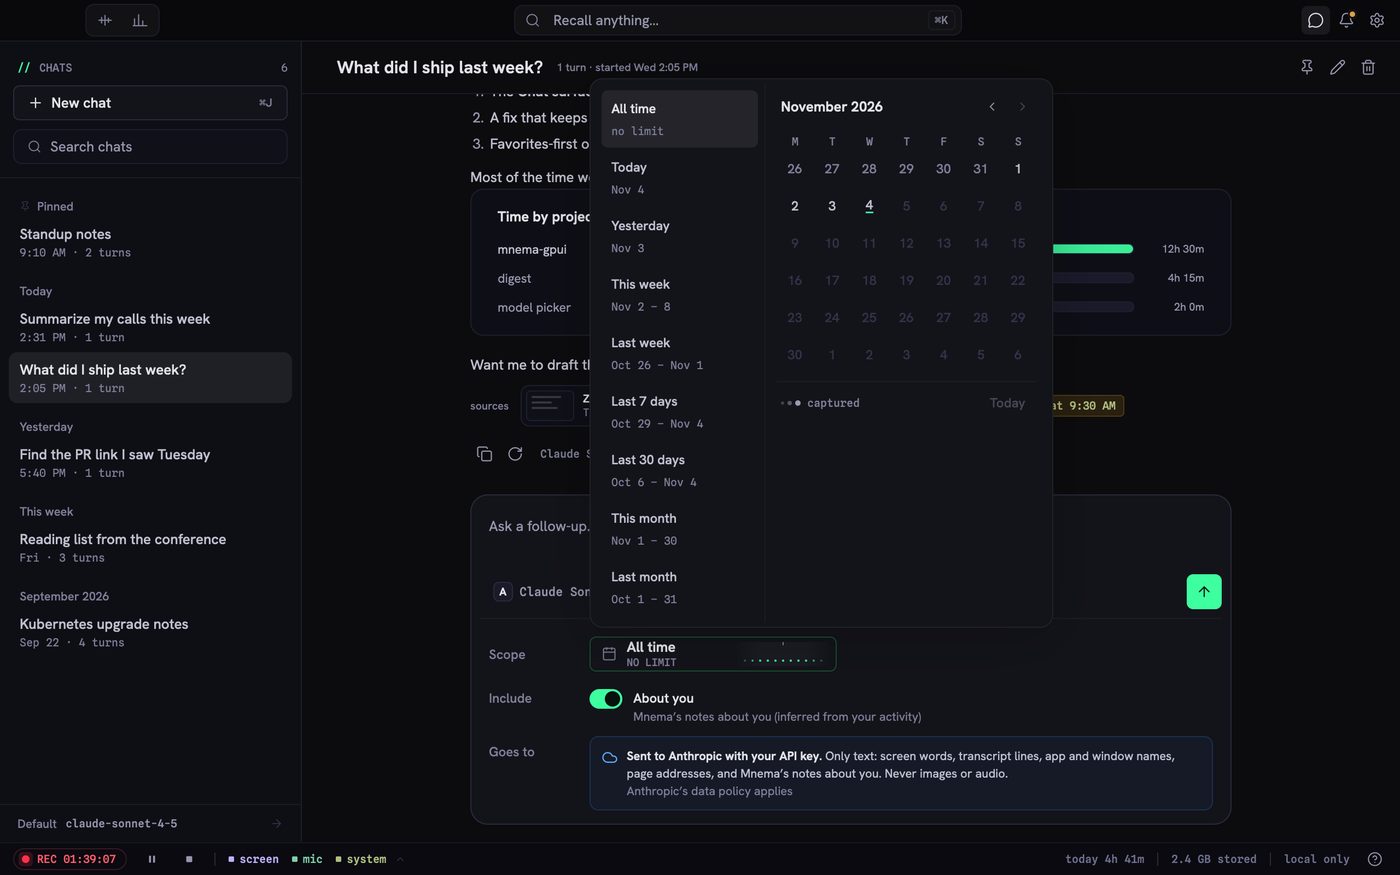 Recall anything...
⌘K
// CHATS 6
New chat ⌘J
Search chats
Pinned
Standup notes
9:10 AM · 2 turns
Today
Summarize my calls this week
2:31 PM · 1 turn
What did I ship last week?
2:05 PM · 1 turn
Yesterday
Find the PR link I saw Tuesday
5:40 PM · 1 turn
This week
Reading list from the conference
Fri · 3 turns
September 2026
Kubernetes upgrade notes
Sep 22 · 4 turns
Default claude-sonnet-4-5
What did I ship last week? 1 turn · started Wed 2:05 PM
2. A fix that keeps
3. Favorites-first
Most of the time
Time by
mnema-gpui 12h 30m
digest 4h 15m
model picker 2h 0m
Want me to draft
sources
at 9:30 AM
Claude
All time
no limit
Today
Nov 4
Yesterday
Nov 3
This week
Nov 2 – 8
Last week
Oct 26 – Nov 1
Last 7 days
Oct 29 – Nov 4
Last 30 days
Oct 6 – Nov 4
This month
Nov 1 – 30
Last month
Oct 1 – 31
November 2026
M T W T F S S
26 27 28 29 30 31 1
2 3 4 5 6 7 8
9 10 11 12 13 14 15
16 17 18 19 20 21 22
23 24 25 26 27 28 29
30 1 2 3 4 5 6
captured Today
Ask a follow-up.
A Claude
Scope
All time
NO LIMIT
Include
About you
Mnema’s notes about you (inferred from your activity)
Goes to
Sent to Anthropic with your API key. Only text: screen words, transcript lines, app and window names,
page addresses, and Mnema’s notes about you. Never images or audio.
Anthropic’s data policy applies
REC 01:39:07
screen mic system
today 4h 41m
2.4 GB stored
local only